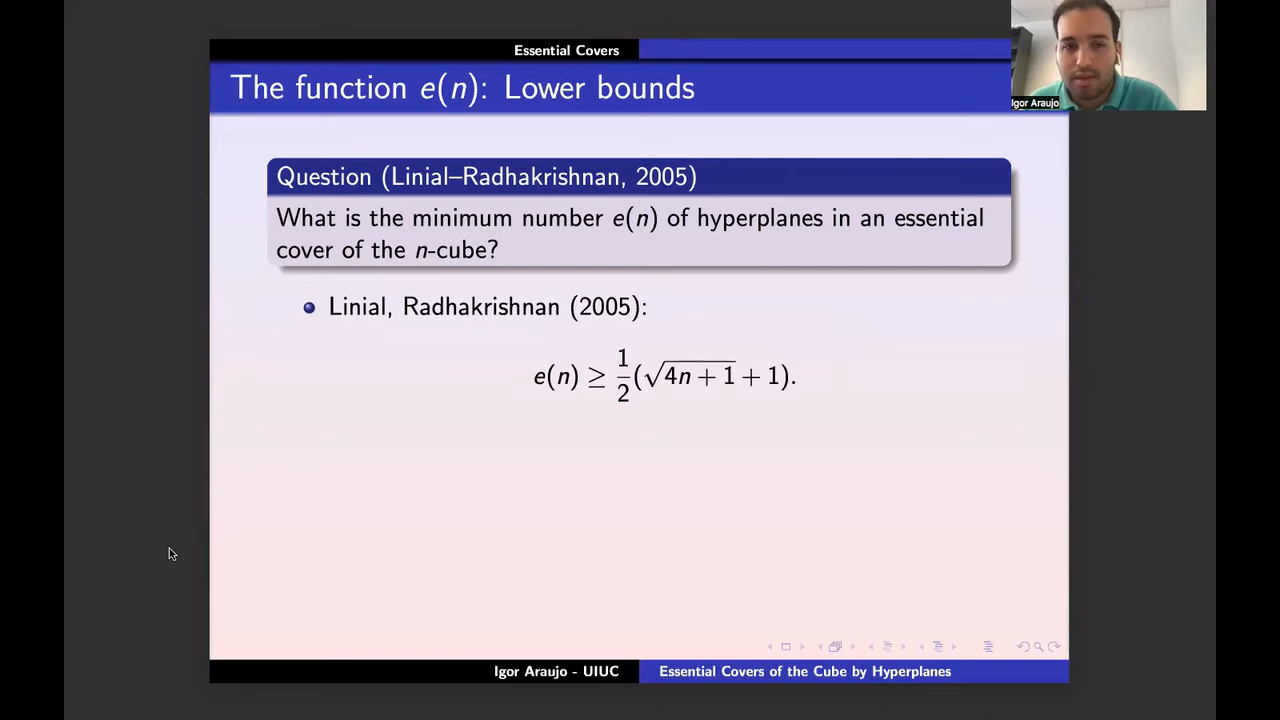 Essential Covers
The function e(n): Lower bounds
Igor Araujo
Question (Linial–Radhakrishnan, 2005)
What is the minimum number e(n) of hyperplanes in an essential
cover of the n-cube?
Linial, Radhakrishnan (2005):
e(n) ≥ 1/2(√4n + 1 + 1).
Igor Araujo - UIUC
Essential Covers of the Cube by Hyperplanes